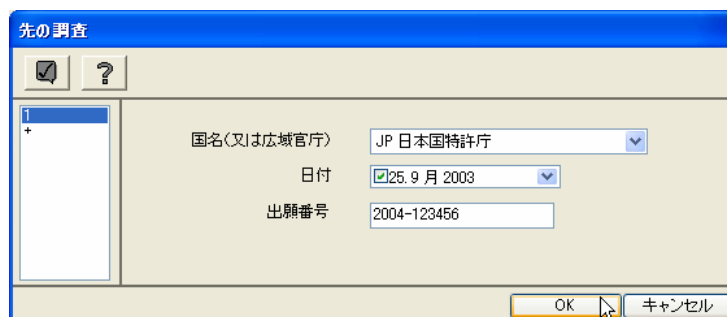 先の調査
?
1
+
国名(又は広域官庁)
JP 日本国特許庁
日付
25. 9 月 2003
出願番号
2004-123456
OK
キャンセル